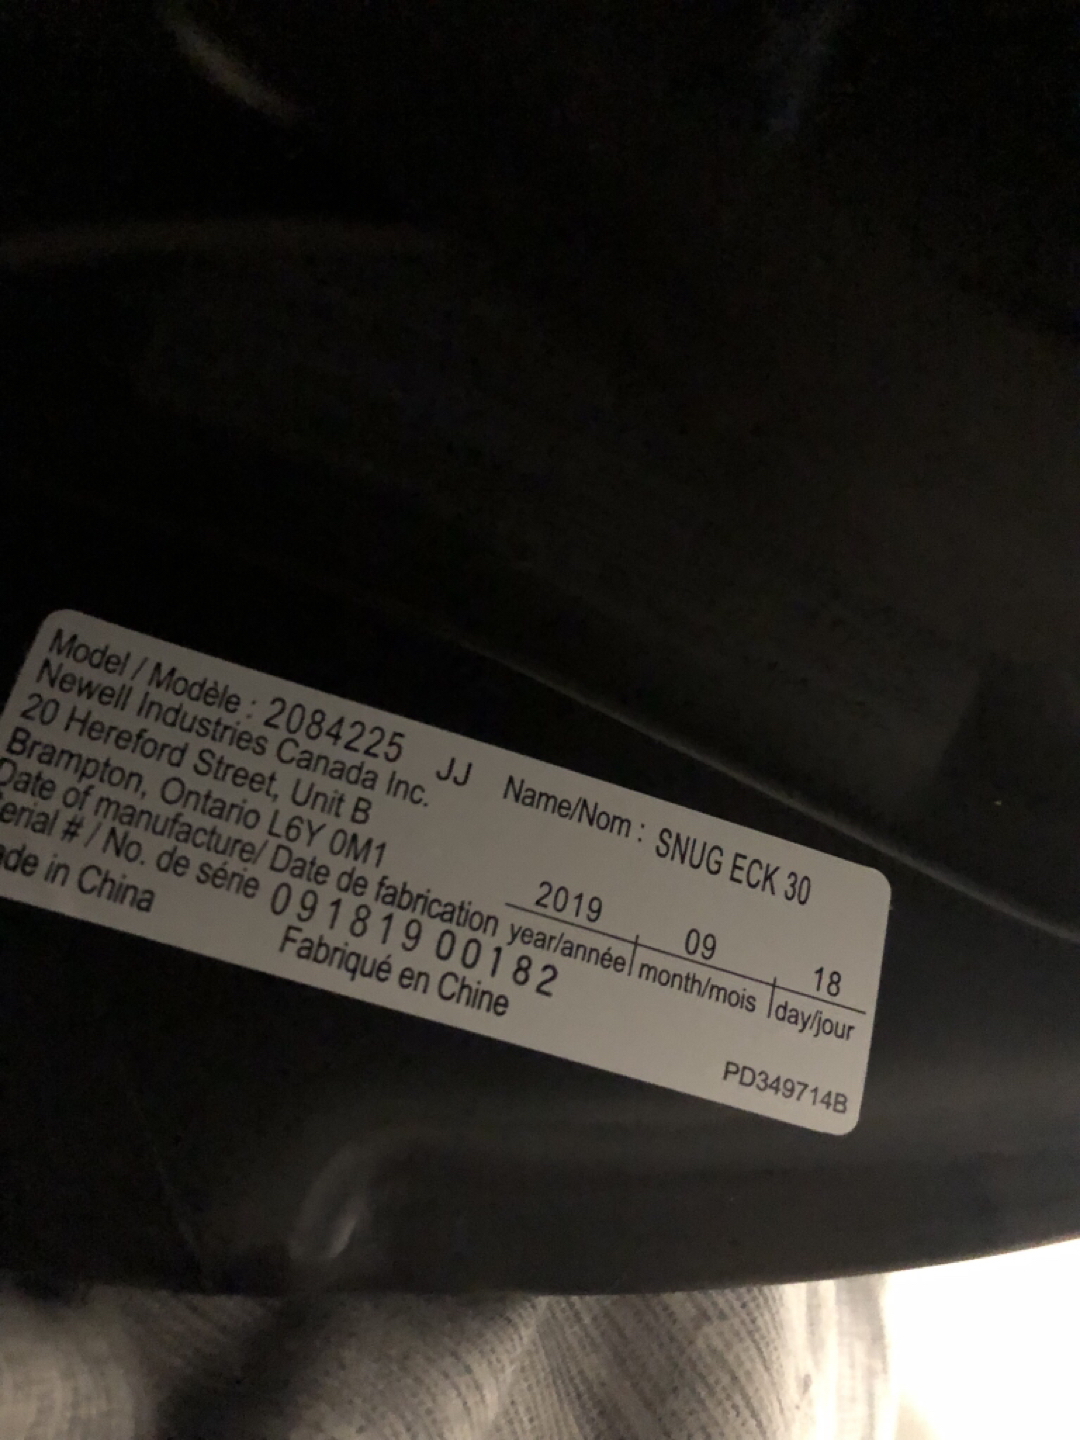 Model / Modèle : 2084225 JJ Name/Nom : SNUG ECK 30
Newell Industries Canada Inc.
20 Hereford Street, Unit B
Brampton, Ontario L6Y 0M1
Date of manufacture/ Date de fabrication 2019 09 18
year/année month/mois day/jour
erial # / No. de série 091819 00182
ade in China Fabriqué en Chine
PD349714B